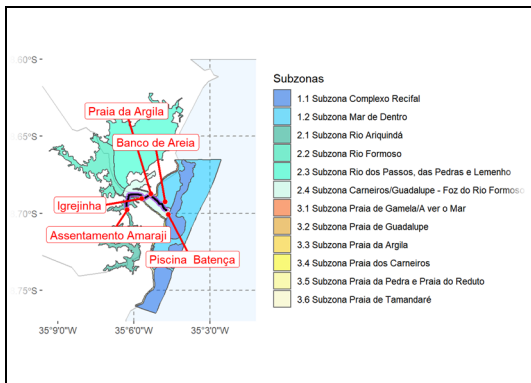 60°S
65°S
70°S
75°S
35°9'0"W
35°6'0"W
35°3'0"W
Praia da Argila
Banco de Areia
Igrejinha
Assentamento Amaraji
Piscina Batença
Subzonas
1.1 Subzona Complexo Recifal
1.2 Subzona Mar de Dentro
2.1 Subzona Rio Ariquindá
2.2 Subzona Rio Formoso
2.3 Subzona Rio dos Passos, das Pedras e Lemenho
2.4 Subzona Carneiros/Guadalupe - Foz do Rio Formoso
3.1 Subzona Praia de Gamela/A ver o Mar
3.2 Subzona Praia de Guadalupe
3.3 Subzona Praia da Argila
3.4 Subzona Praia dos Carneiros
3.5 Subzona Praia da Pedra e Praia do Reduto
3.6 Subzona Praia de Tamandaré